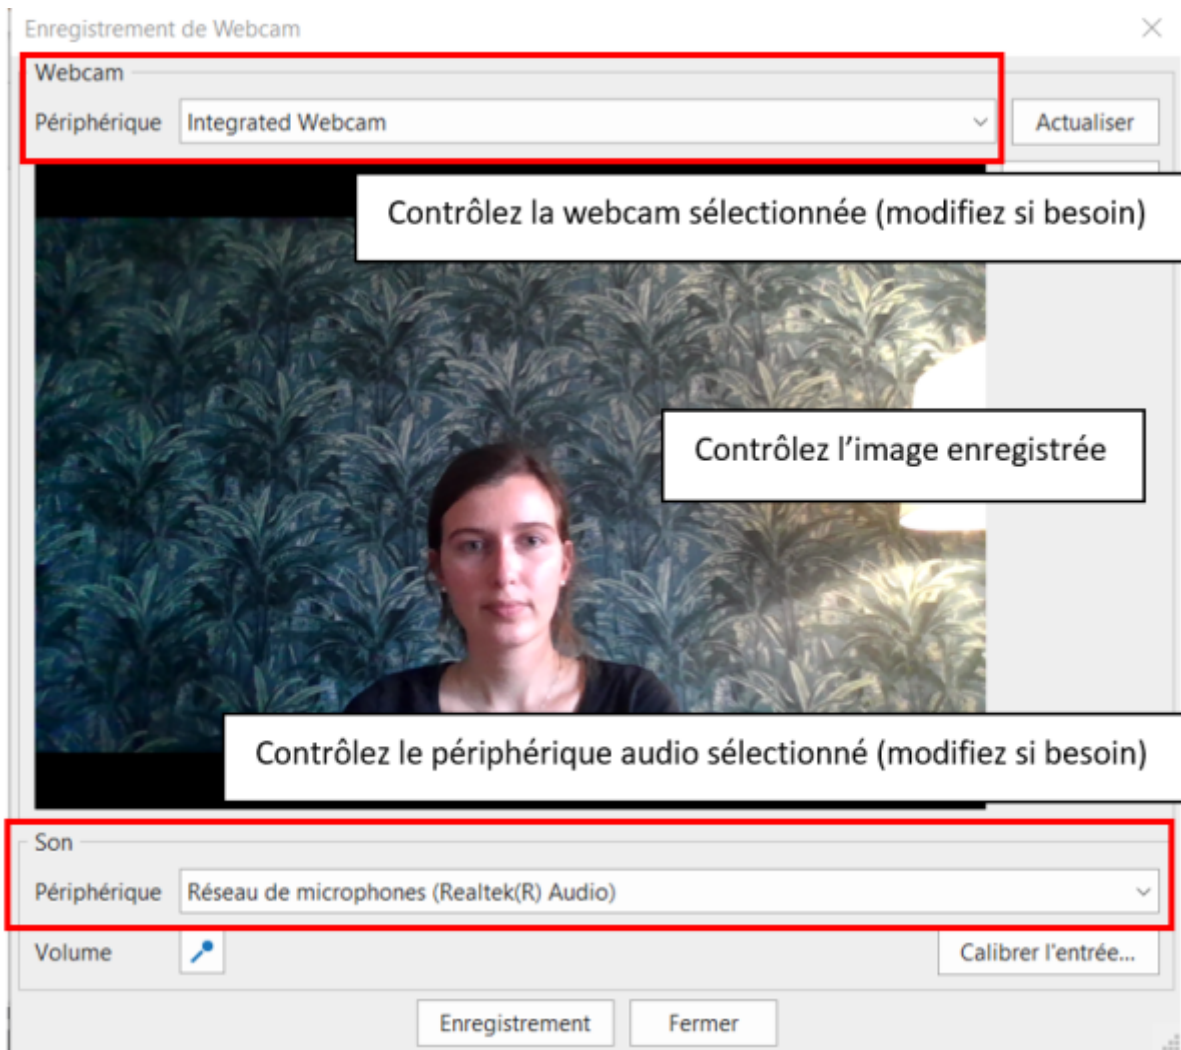 Enregistrement de Webcam
Webcam
Périphérique Integrated Webcam Actualiser
Contrôlez la webcam sélectionnée (modifiez si besoin)
Contrôlez l’image enregistrée
Contrôlez le périphérique audio sélectionné (modifiez si besoin)
Son
Périphérique Réseau de microphones (Realtek(R) Audio)
Volume Calibrer l'entrée...
Enregistrement Fermer